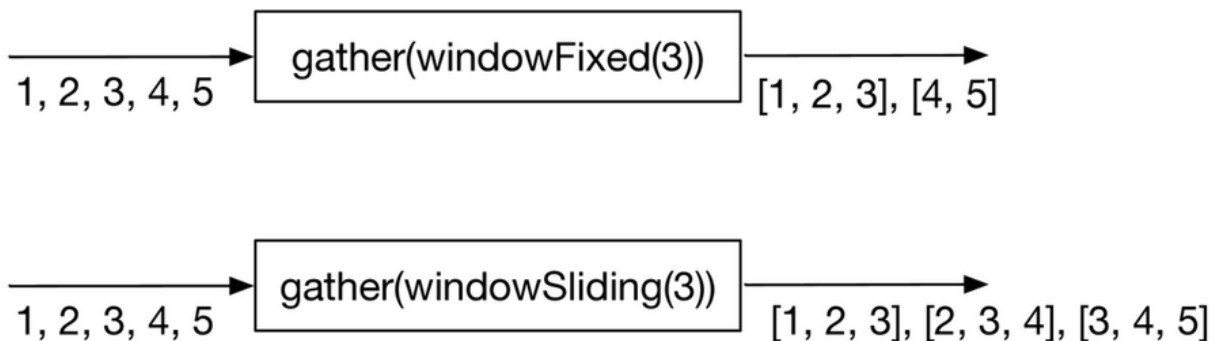 gather(windowFixed(3))
1, 2, 3, 4, 5
[1, 2, 3], [4, 5]
gather(windowSliding(3))
1, 2, 3, 4, 5
[1, 2, 3], [2, 3, 4], [3, 4, 5]